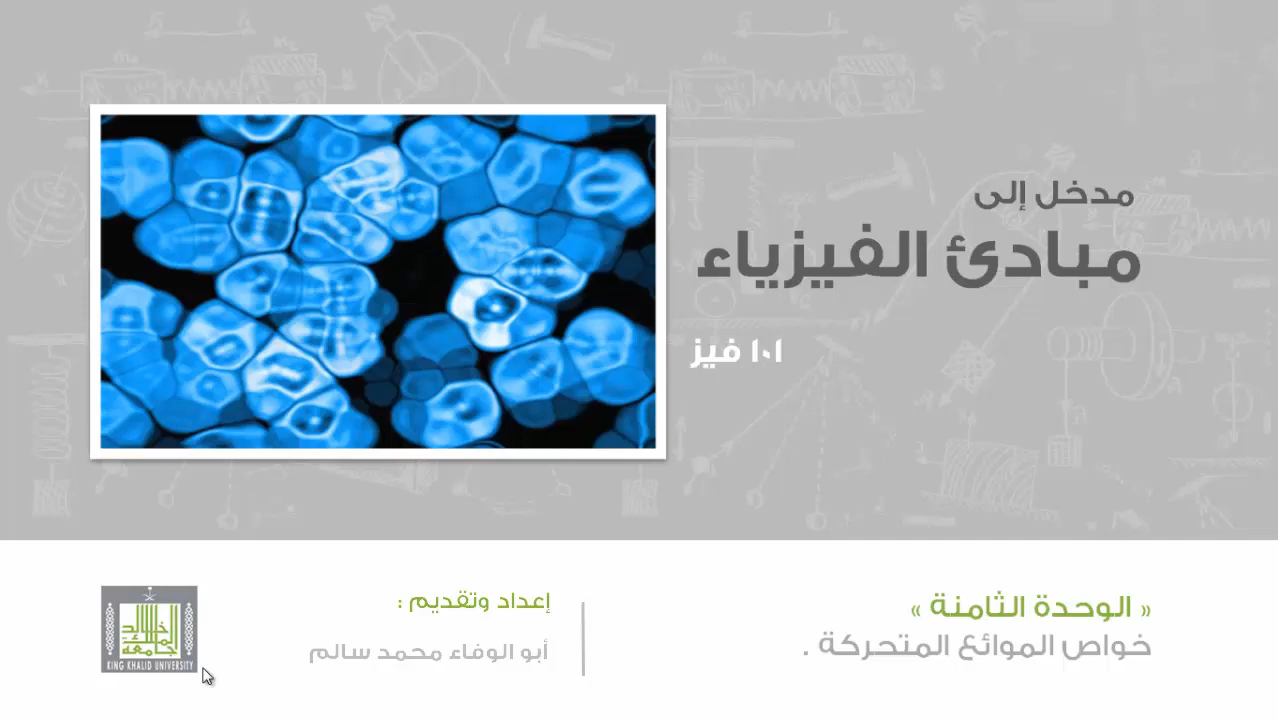 مدخل إلى
مبادئ الفيزياء
١٠١ فيز
« الوحدة الثامنة »
خواص الموائع المتحركة .
إعداد وتقديم :
أبو الوفاء محمد سالم
جامعة الملك خالد
KING KHALID UNIVERSITY